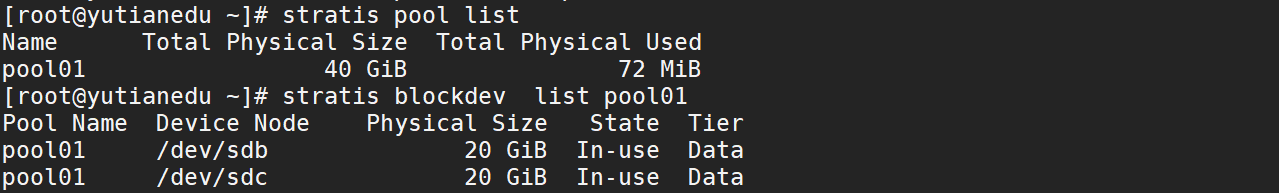 [root@yutianedu ~]# stratis pool list
Name      Total Physical Size  Total Physical Used
pool01                 40 GiB               72 MiB
[root@yutianedu ~]# stratis blockdev  list pool01
Pool Name  Device Node    Physical Size   State  Tier
pool01     /dev/sdb              20 GiB  In-use  Data
pool01     /dev/sdc              20 GiB  In-use  Data